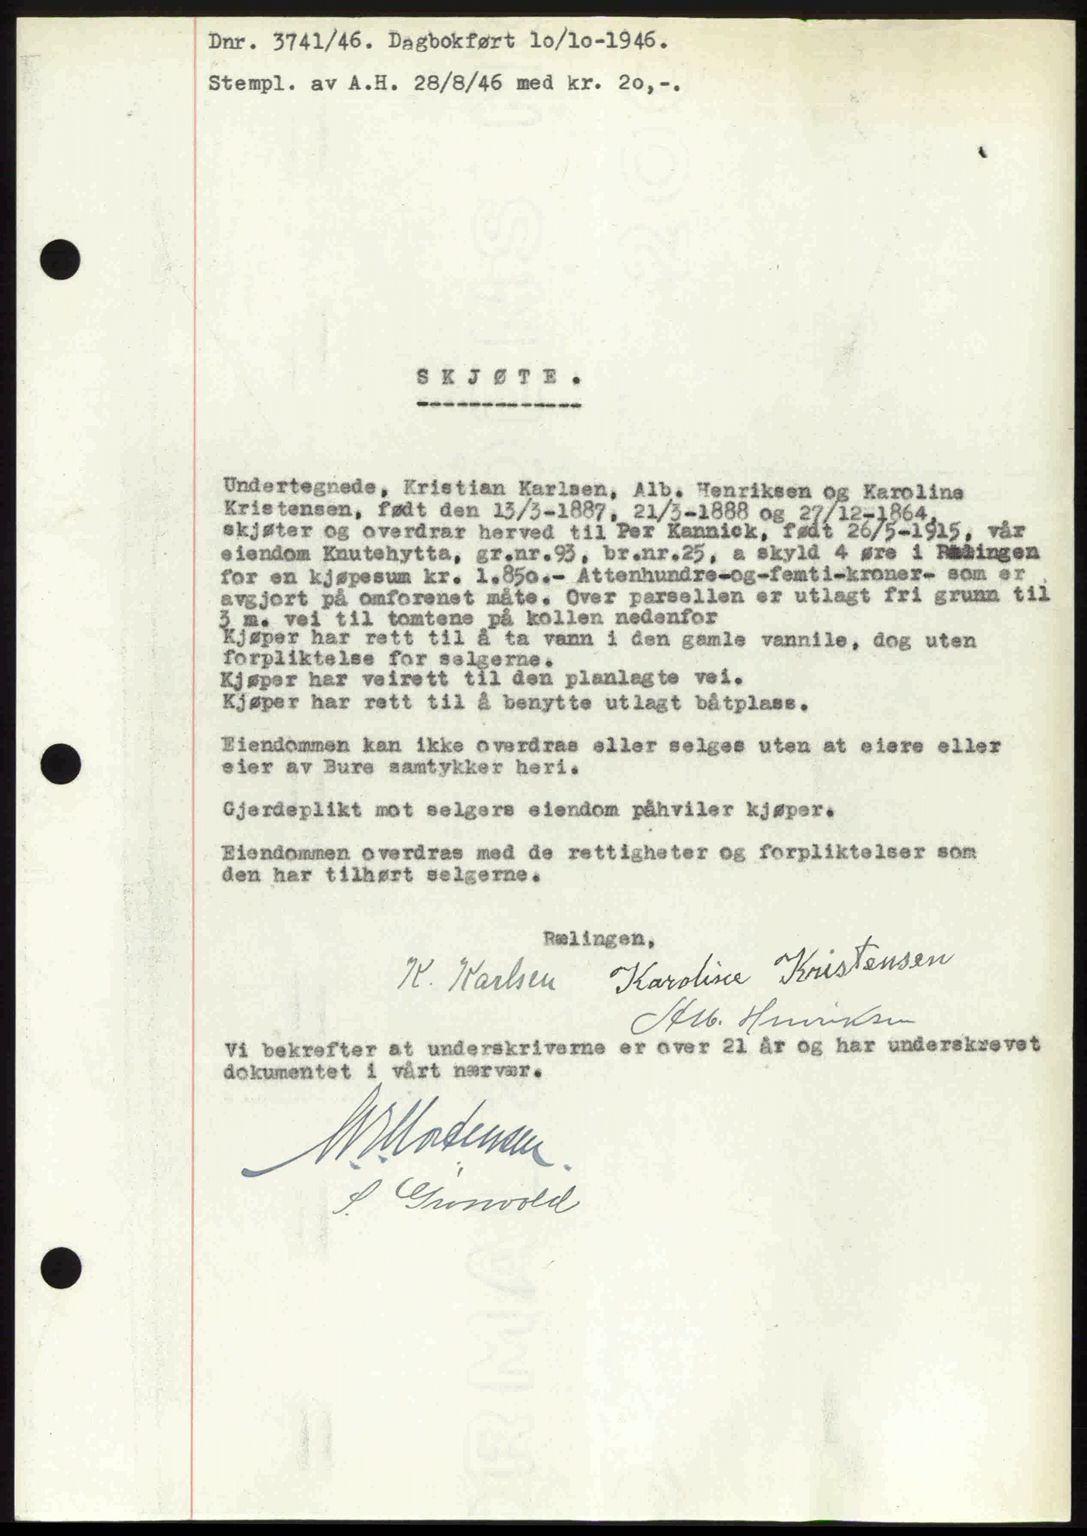 Dnr. 3741/46. Dagbokført lo/lo-1946.
Stempl. av A.H. 28/8/46 med kr. 2o,-.
SKJØTE.
Undertegnede, Kristian Karlsen, Alb. Henriksen og Karoline
Kristensen, født den 13/3-1887, 21/3-1888 og 27/12-1864,
skjøter og overdrar herved til Per Kannick, født 26/5-1915, vår
eiendom Knutehytta, gr.nr.93, br.nr.25, a skyld 4 øre i Rælingen
for en kjøpesum kr. 1.85o.- Attenhundre-og-femti-kroner- som er
avgjort på omforenet måte. Over parsellen er utlagt fri grunn til
3 m. vei til tomtene på kollen nedenfor
Kjøper har rett til å ta vann i den gamle vannile, dog uten
forpliktelse for selgerne.
Kjøper har veirett til den planlagte vei.
Kjøper har rett til å benytte utlagt båtplass.
Eiendommen kan ikke overdras eller selges uten at eiere eller
eier av Bure samtykker heri.
Gjerdeplikt mot selgers eiendom påhviler kjøper.
Eiendommen overdras med de rettigheter og forpliktelser som
den har tilhørt selgerne.
Rælingen,
K. Karlsen Karoline Kristensen
Alb. Henriksen
Vi bekrefter at underskriverne er over 21 år og har underskrevet
dokumentet i vårt nærvær.
Mortensen
S.